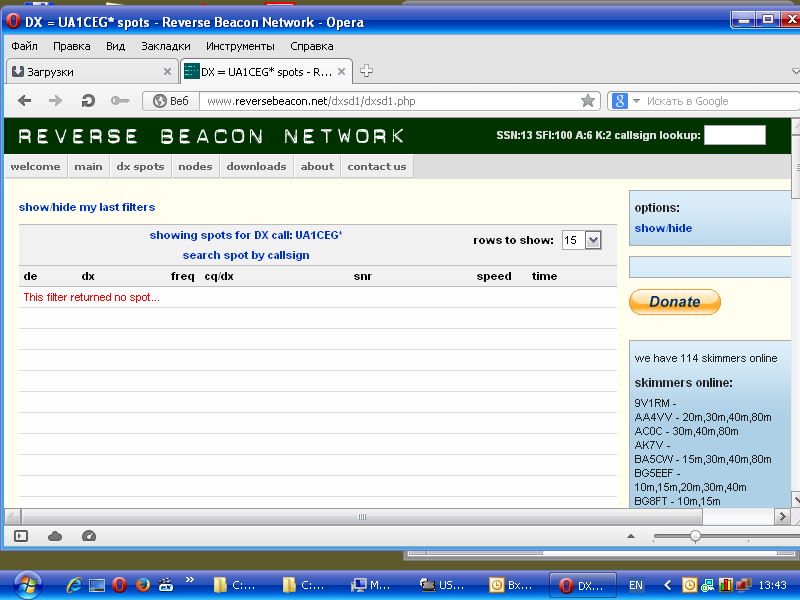 DX = UA1CEG* spots - Reverse Beacon Network - Opera
Файл Правка Вид Закладки Инструменты Справка
Загрузки
DX = UA1CEG* spots - R...
Веб
www.reversebeacon.net/dxsd1/dxsd1.php
Искать в Google
REVERSE BEACON NETWORK
SSN:13 SFI:100 A:6 K:2 callsign lookup:
welcome main dx spots nodes downloads about contact us
show/hide my last filters
showing spots for DX call: UA1CEG*
search spot by callsign
rows to show: 15
de dx freq cq/dx snr speed time
This filter returned no spot...
options:
show/hide
Donate
we have 114 skimmers online
skimmers online:
9V1RM -
AA4VV - 20m,30m,40m,80m
AC0C - 30m,40m,80m
AK7V -
BA5CW - 15m,30m,40m,80m
BG5EEF -
10m,15m,20m,30m,40m
BG8FT - 10m,15m
C:... C:... M... US... Вх... DX... EN 13:43